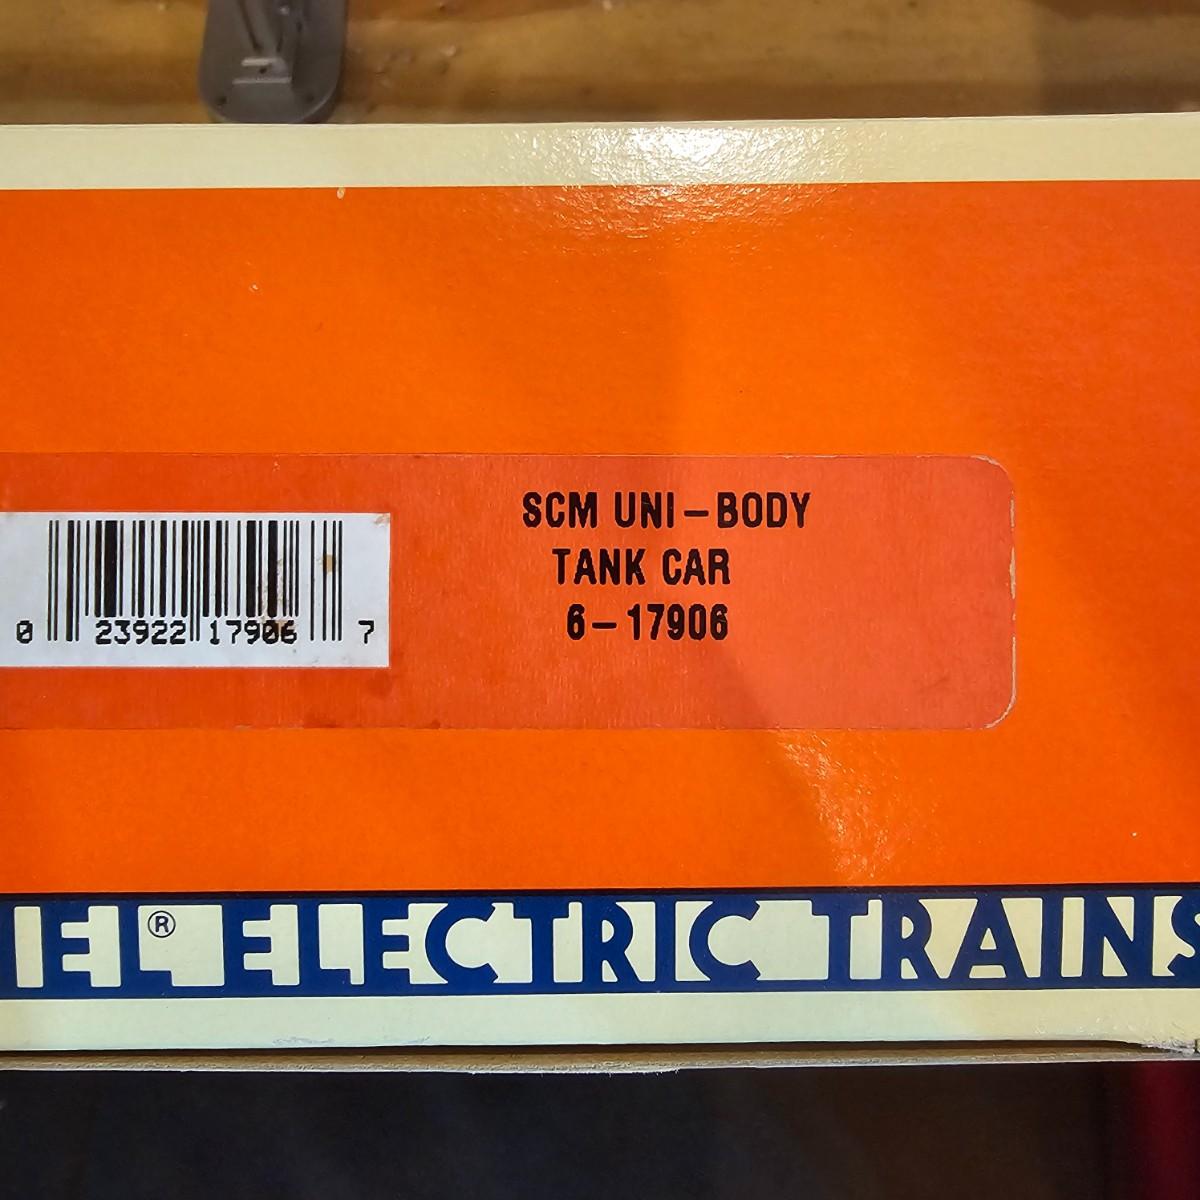 SCM UNI-BODY
TANK CAR
6-17906
0 23922 17906 7
EL® ELECTRIC TRAINS